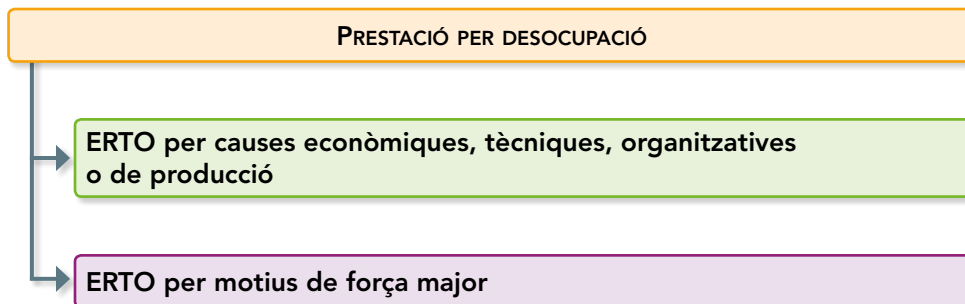 PRESTACIÓ PER DESOCUPACIÓ
ERTO per causes econòmiques, tècniques, organitzatives
o de producció
ERTO per motius de força major